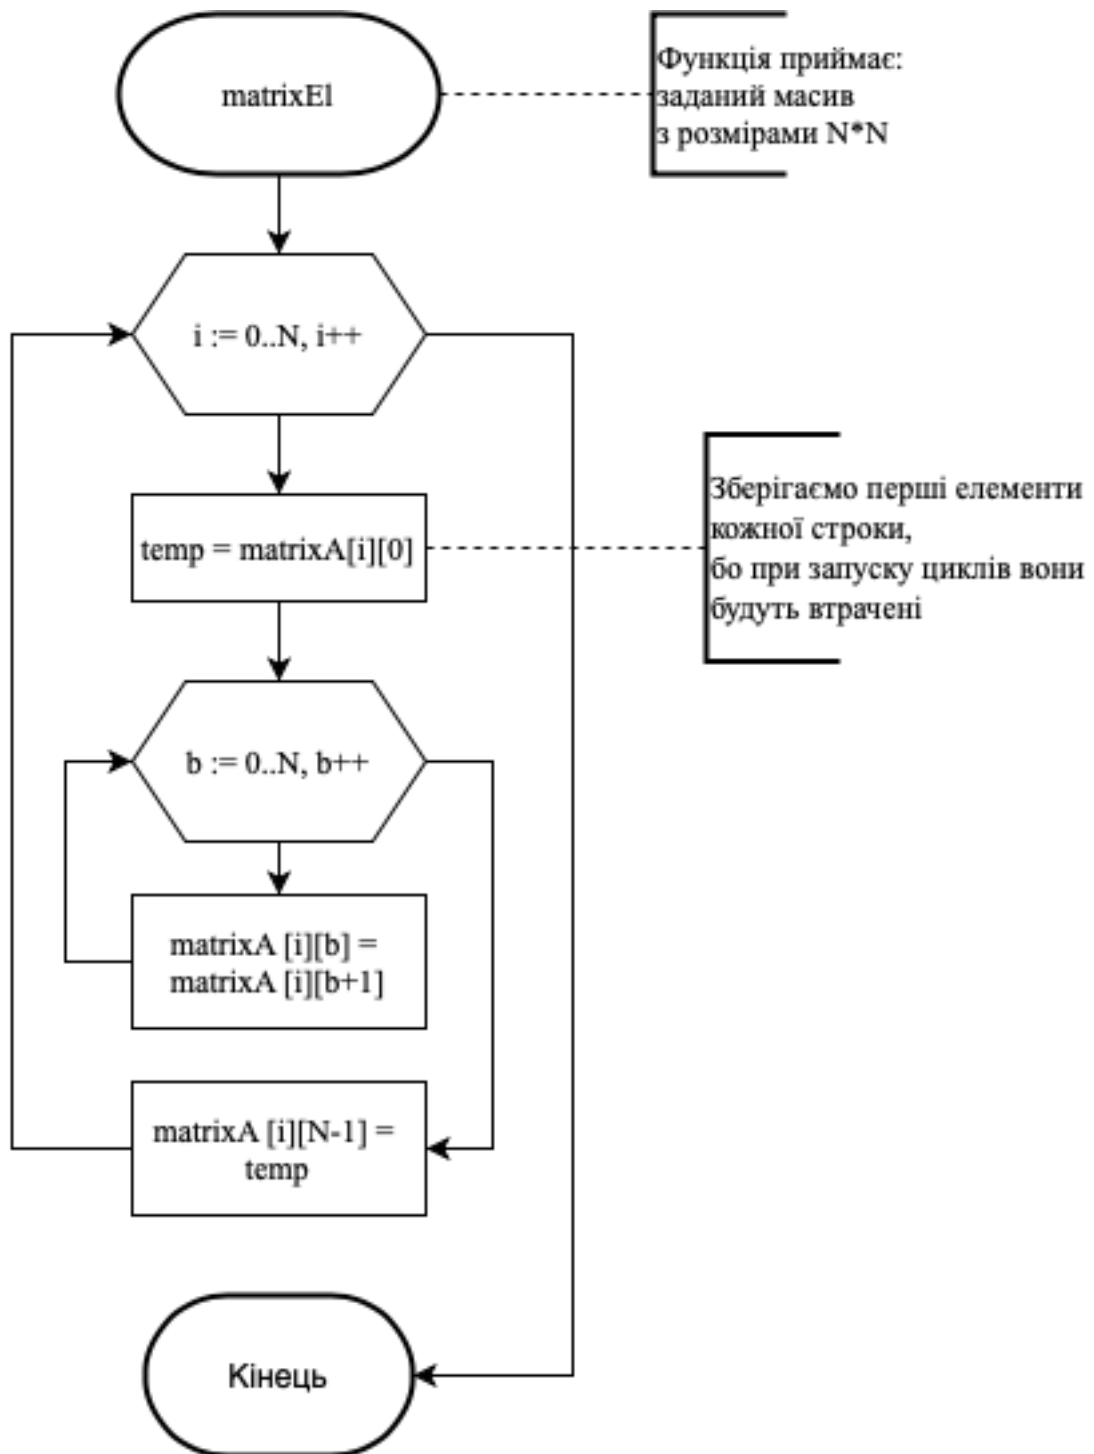 matrixEl
Функція приймає:
заданий масив
з розмірами N*N
i := 0..N, i++
temp = matrixA[i][0]
Зберігаємо перші елементи
кожної строки,
бо при запуску циклів вони
будуть втрачені
b := 0..N, b++
matrixA [i][b] =
matrixA [i][b+1]
matrixA [i][N-1] =
temp
Кінець